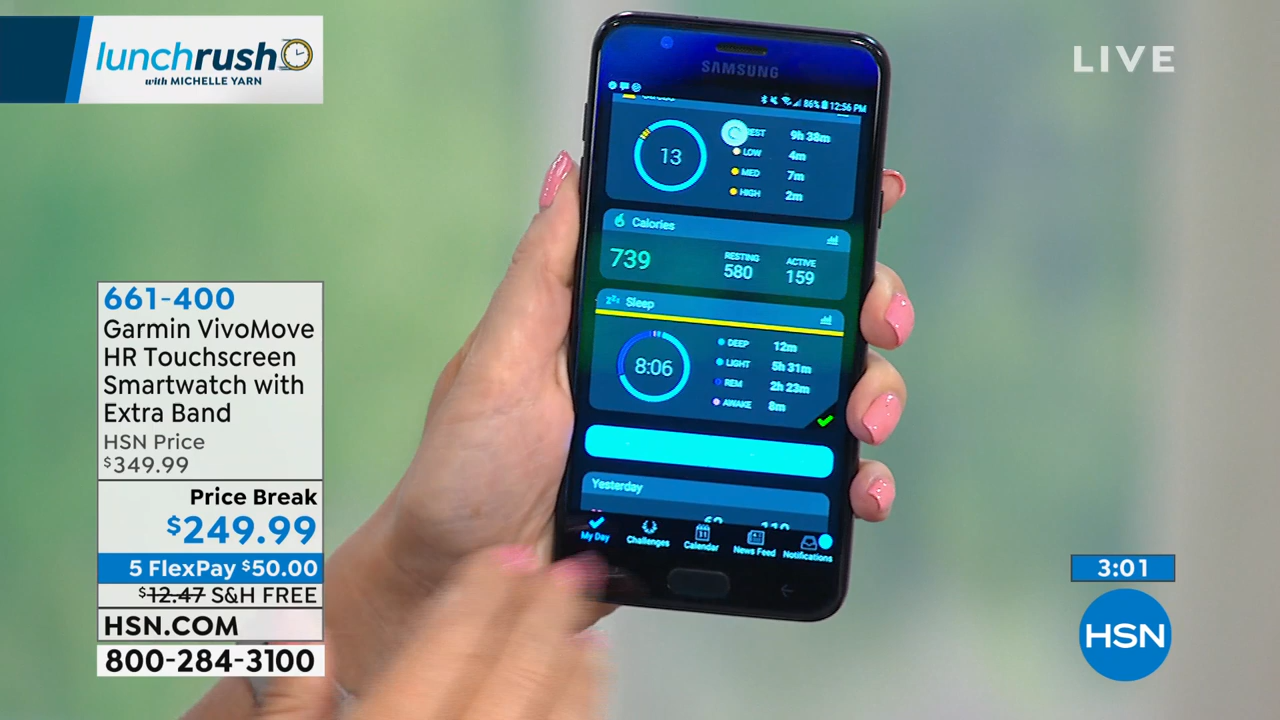 lunchrush
with MICHELLE YARN
LIVE
661-400
Garmin VivoMove
HR Touchscreen
Smartwatch with
Extra Band
HSN Price
$349.99
Price Break
$249.99
5 FlexPay $50.00
$12.47 S&H FREE
HSN.COM
800-284-3100
SAMSUNG
86% 12:56 PM
13
REST 9h 38m
LOW 4m
MED 7m
HIGH 2m
Calories
739
RESTING
580
ACTIVE
159
Sleep
8:06
DEEP 12m
LIGHT 5h 31m
REM 2h 23m
AWAKE 8m
Yesterday
My Day
Challenges
Calendar
News Feed
Notifications
3:01
HSN